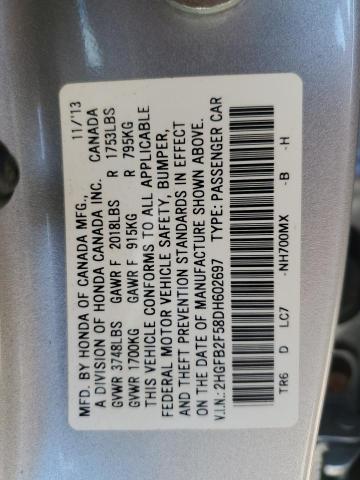 MFD. BY HONDA OF CANADA MFG., 11/'13
A DIVISION OF HONDA CANADA INC. CANADA
GVWR 3748LBS GAWR F 2018LBS R 1753LBS
GVWR 1700KG GAWR F 915KG R 795KG
THIS VEHICLE CONFORMS TO ALL APPLICABLE
FEDERAL MOTOR VEHICLE SAFETY, BUMPER,
AND THEFT PREVENTION STANDARDS IN EFFECT
ON THE DATE OF MANUFACTURE SHOWN ABOVE.
V.I.N.: 2HGFB2F58DH602697 TYPE: PASSENGER CAR
TR6 D LC7 -NH700MX -B -H